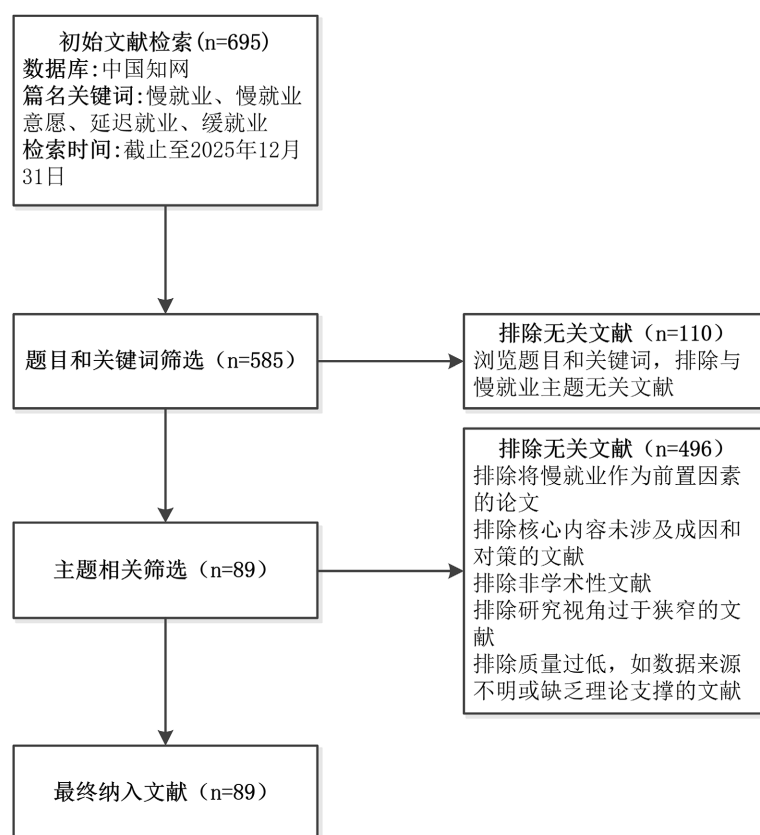 初始文献检索(n=695)
数据库:中国知网
篇名关键词:慢就业、慢就业
意愿、延迟就业、缓就业
检索时间:截止至2025年12月
31日
题目和关键词筛选（n=585）
排除无关文献（n=110）
浏览题目和关键词，排除与
慢就业主题无关文献
主题相关筛选（n=89）
排除无关文献（n=496）
排除将慢就业作为前置因素
的论文
排除核心内容未涉及成因和
对策的文献
排除非学术性文献
排除研究视角过于狭窄的文
献
排除质量过低，如数据来源
不明或缺乏理论支撑的文献
最终纳入文献（n=89）